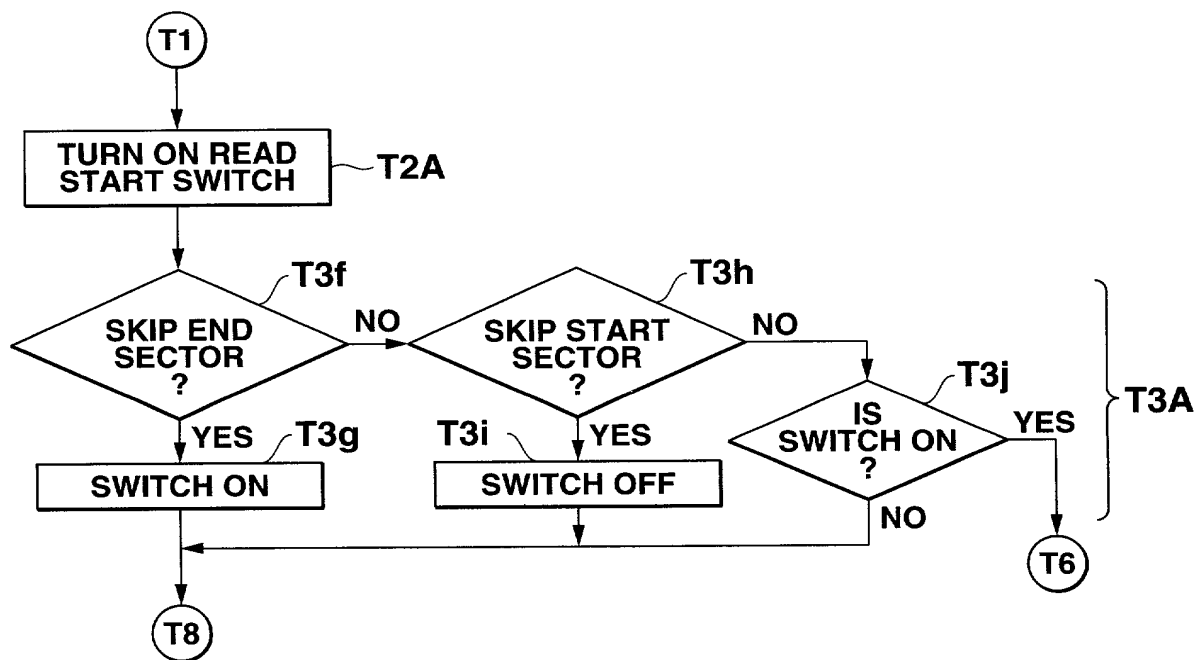 T1
TURN ON READ
START SWITCH
T2A
T3f
SKIP END
SECTOR
?
NO
YES
T3h
SKIP START
SECTOR
?
NO
YES
T3j
IS
SWITCH ON
?
YES
NO
T3A
T3g
SWITCH ON
T3i
SWITCH OFF
T6
T8